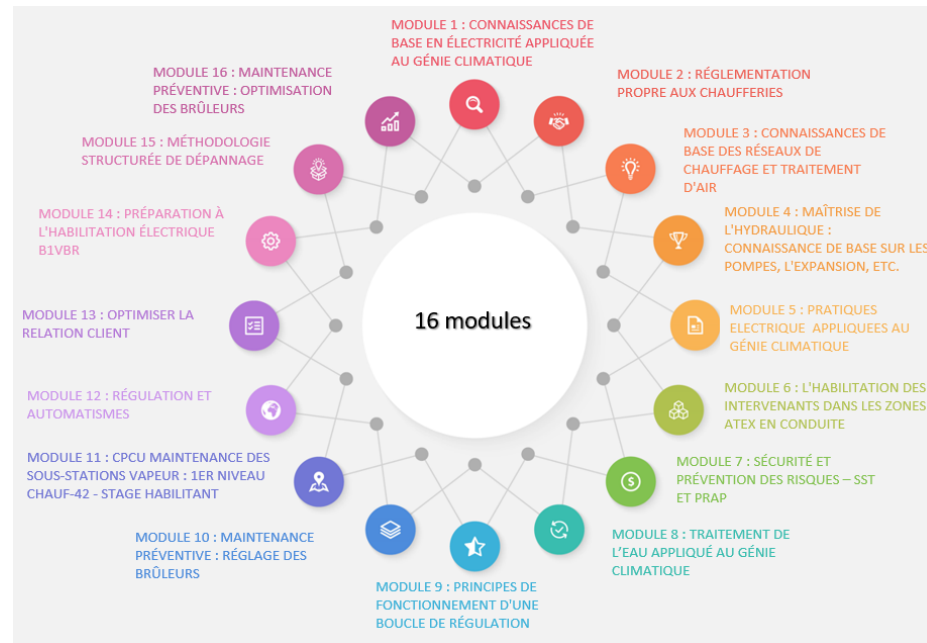 MODULE 1 : CONNAISSANCES DE
BASE EN ÉLECTRICITÉ APPLIQUÉE
AU GÉNIE CLIMATIQUE
MODULE 2 : RÉGLEMENTATION
PROPRE AUX CHAUFFERIES
MODULE 3 : CONNAISSANCES DE
BASE DES RÉSEAUX DE
CHAUFFAGE ET TRAITEMENT
D'AIR
MODULE 4 : MAÎTRISE DE
L'HYDRAULIQUE :
CONNAISSANCE DE BASE SUR LES
POMPES, L'EXPANSION, ETC.
MODULE 5 : PRATIQUES
ELECTRIQUE APPLIQUEES AU
GÉNIE CLIMATIQUE
MODULE 6 : L'HABILITATION DES
INTERVENANTS DANS LES ZONES
ATEX EN CONDUITE
MODULE 7 : SÉCURITÉ ET
PRÉVENTION DES RISQUES – SST
ET PRAP
MODULE 8 : TRAITEMENT DE
L’EAU APPLIQUÉ AU GÉNIE
CLIMATIQUE
MODULE 9 : PRINCIPES DE
FONCTIONNEMENT D'UNE
BOUCLE DE RÉGULATION
MODULE 10 : MAINTENANCE
PRÉVENTIVE : RÉGLAGE DES
BRÛLEURS
MODULE 11 : CPCU MAINTENANCE DES
SOUS-STATIONS VAPEUR : 1ER NIVEAU
CHAUF-42 - STAGE HABILITANT
MODULE 12 : RÉGULATION ET
AUTOMATISMES
MODULE 13 : OPTIMISER LA
RELATION CLIENT
MODULE 14 : PRÉPARATION À
L'HABILITATION ÉLECTRIQUE
B1VBR
MODULE 15 : MÉTHODOLOGIE
STRUCTURÉE DE DÉPANNAGE
MODULE 16 : MAINTENANCE
PRÉVENTIVE : OPTIMISATION
DES BRÛLEURS
16 modules